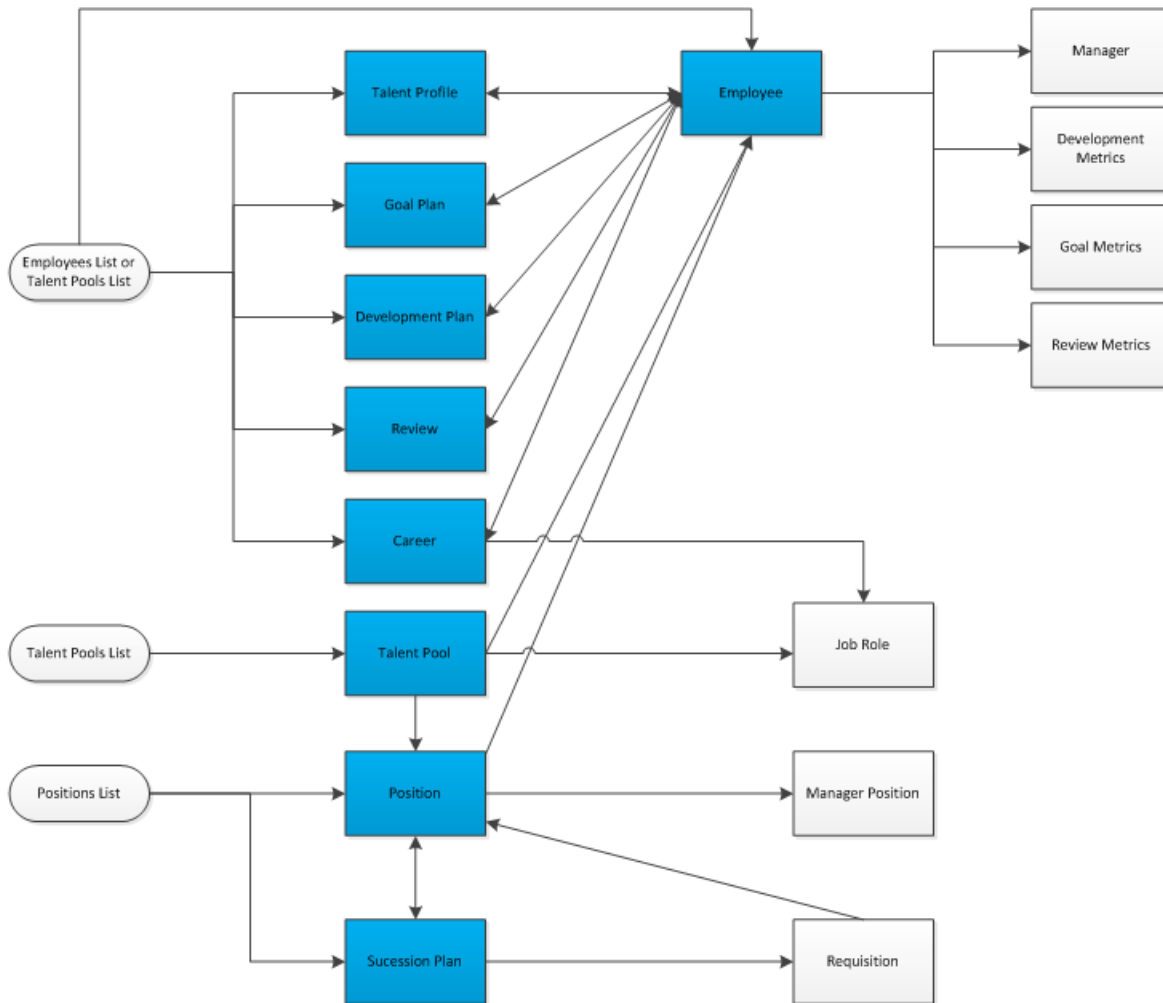 Talent Profile
Employee
Manager
Development
Metrics
Goal Plan
Employees List or
Talent Pools List
Goal Metrics
Development Plan
Review Metrics
Review
Career
Talent Pools List
Talent Pool
Job Role
Positions List
Position
Manager Position
Sucession Plan
Requisition